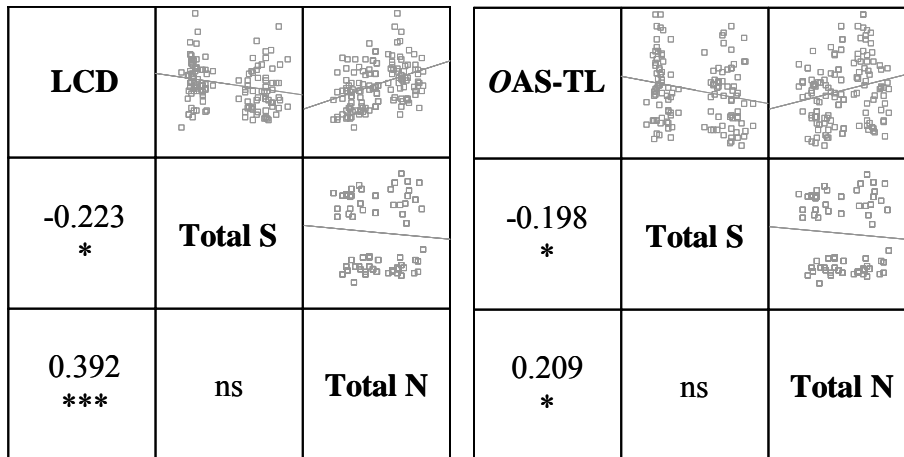 LCD
-0.223
*
Total S
0.392
***
ns
Total N
OAS-TL
-0.198
*
Total S
0.209
*
ns
Total N